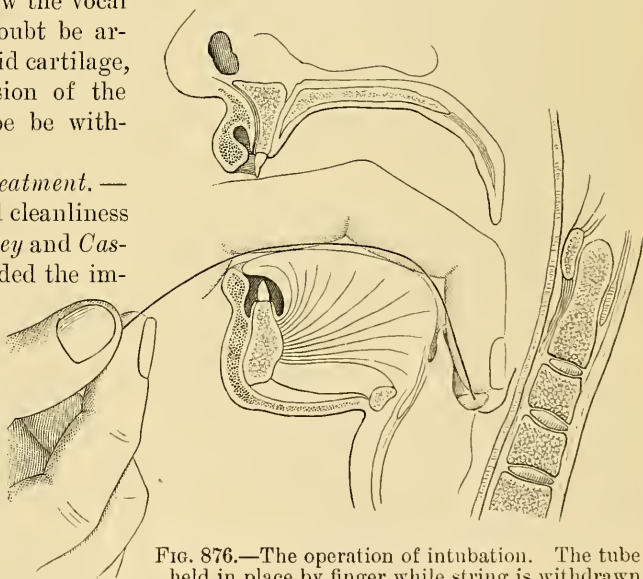 w the vocal
oubt be ar-
id cartilage,
sion of the
be be with-
eatment. —
l cleanliness
ey and Cas-
ded the im-
FIG. 876.—The operation of intubation. The tube
held in place by finger while string is withdrawn